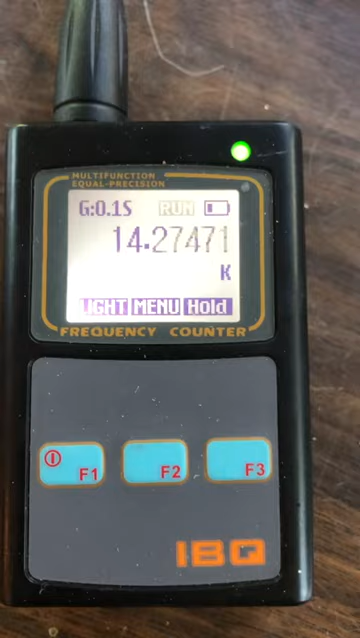 MULTIFUNCTION
EQUAL-PRECISION
G:0.1S RUN
14.27471
K
LIGHT MENU Hold
FREQUENCY COUNTER
F1 F2 F3
IBQ